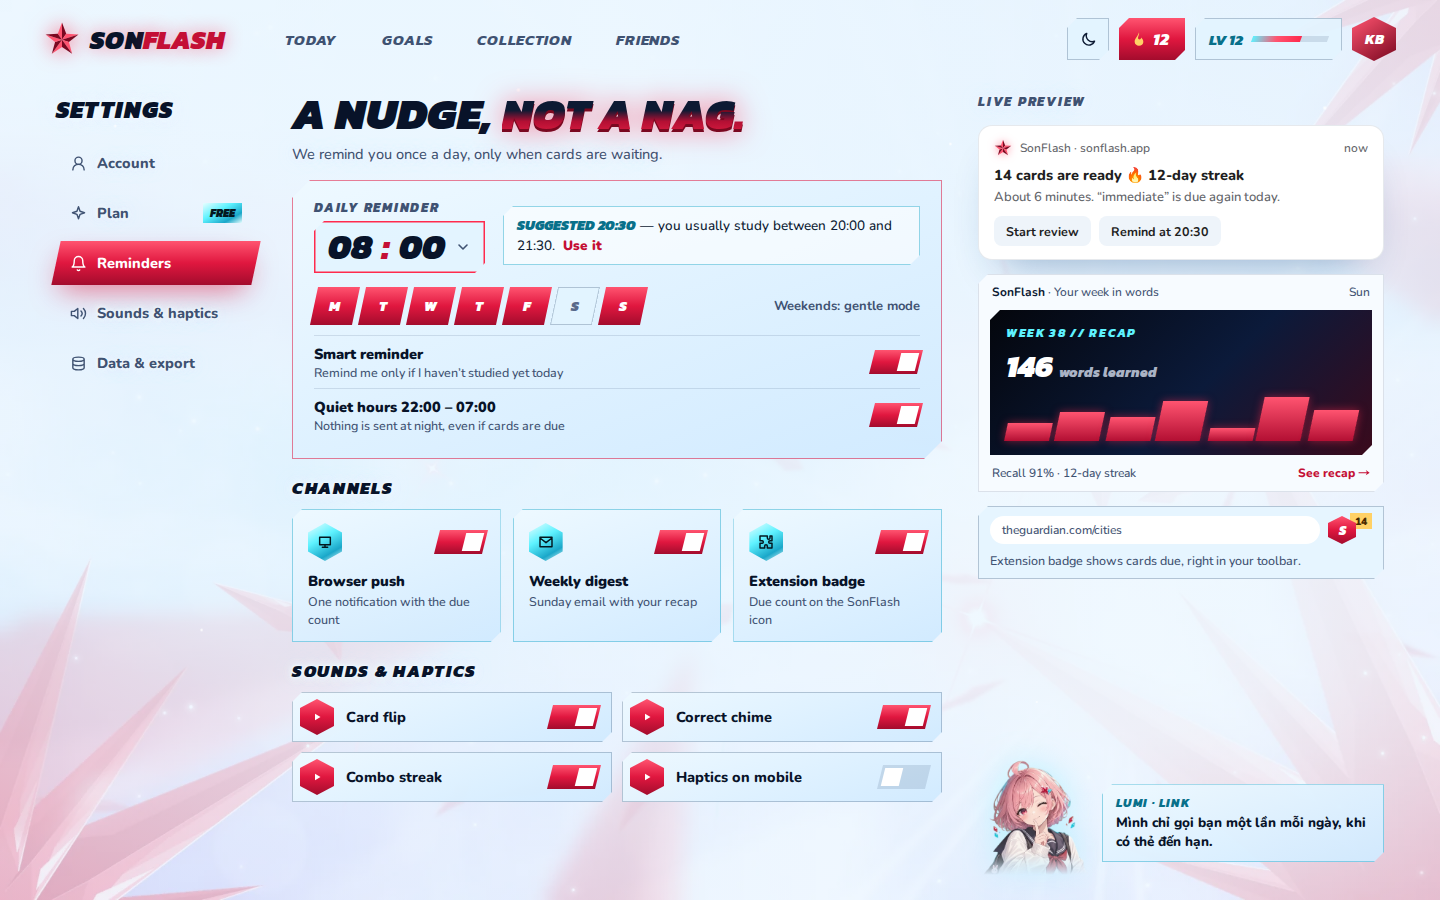 SONFLASH
TODAY
GOALS
COLLECTION
FRIENDS
12
LV 12
KB
SETTINGS
Account
Plan
FREE
Reminders
Sounds & haptics
Data & export
A NUDGE, NOT A NAG.
We remind you once a day, only when cards are waiting.
DAILY REMINDER
08 : 00
SUGGESTED 20:30 — you usually study between 20:00 and
21:30. Use it
M T W T F S S
Weekends: gentle mode
Smart reminder
Remind me only if I haven’t studied yet today
Quiet hours 22:00 – 07:00
Nothing is sent at night, even if cards are due
CHANNELS
Browser push
One notification with the due
count
Weekly digest
Sunday email with your recap
Extension badge
Due count on the SonFlash
icon
SOUNDS & HAPTICS
Card flip
Correct chime
Combo streak
Haptics on mobile
LIVE PREVIEW
SonFlash · sonflash.app
now
14 cards are ready 🔥 12-day streak
About 6 minutes. “immediate” is due again today.
Start review
Remind at 20:30
SonFlash · Your week in words
Sun
WEEK 38 // RECAP
146 words learned
Recall 91% · 12-day streak
See recap →
theguardian.com/cities
S
14
Extension badge shows cards due, right in your toolbar.
LUMI · LINK
Mình chỉ gọi bạn một lần mỗi ngày, khi
có thẻ đến hạn.